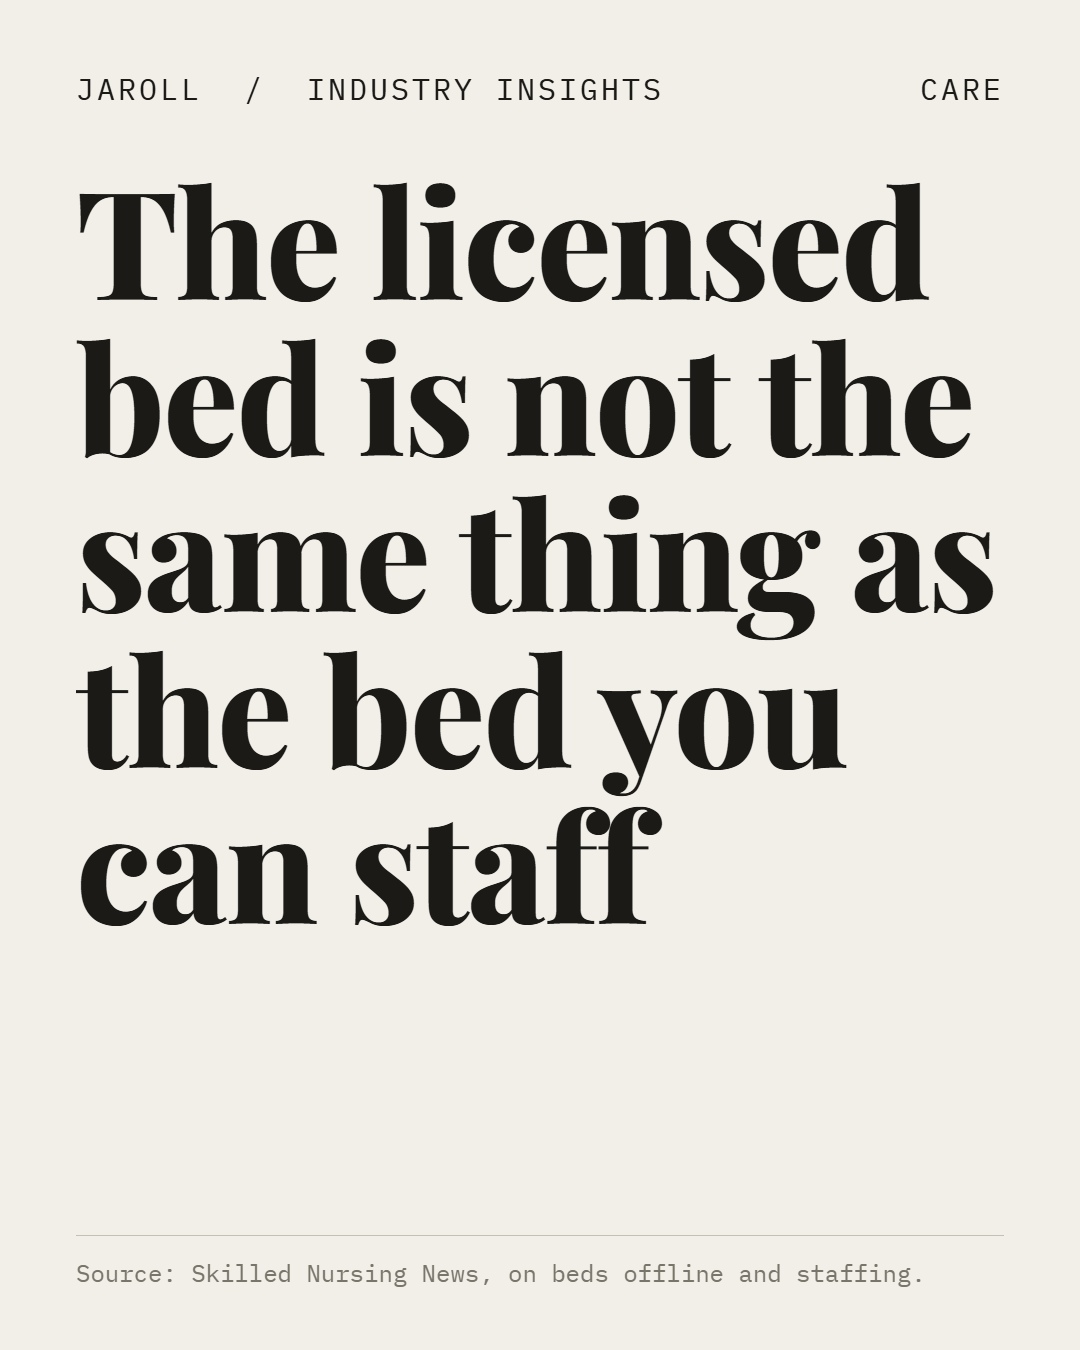 JAROLL / INDUSTRY INSIGHTS CARE
The licensed
bed is not the
same thing as
the bed you
can staff
Source: Skilled Nursing News, on beds offline and staffing.